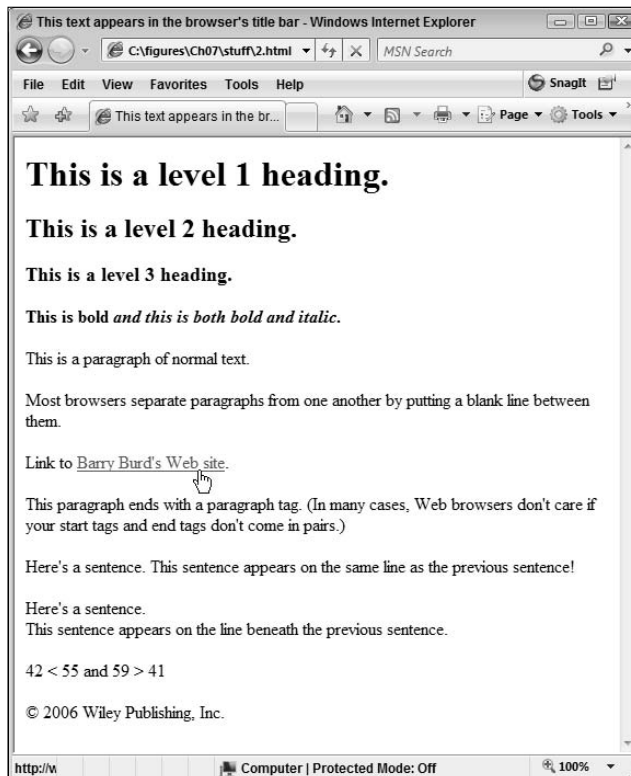 This text appears in the browser's title bar - Windows Internet Explorer
C:\figures\Ch07\stuff\2.html MSN Search
File Edit View Favorites Tools Help SnagIt
This text appears in the br... Page Tools
This is a level 1 heading.
This is a level 2 heading.
This is a level 3 heading.
This is bold and this is both bold and italic.
This is a paragraph of normal text.
Most browsers separate paragraphs from one another by putting a blank line between
them.
Link to Barry Burd's Web site.
This paragraph ends with a paragraph tag. (In many cases, Web browsers don't care if
your start tags and end tags don't come in pairs.)
Here's a sentence. This sentence appears on the same line as the previous sentence!
Here's a sentence.
This sentence appears on the line beneath the previous sentence.
42 < 55 and 59 > 41
© 2006 Wiley Publishing, Inc.
http://w Computer | Protected Mode: Off 100%